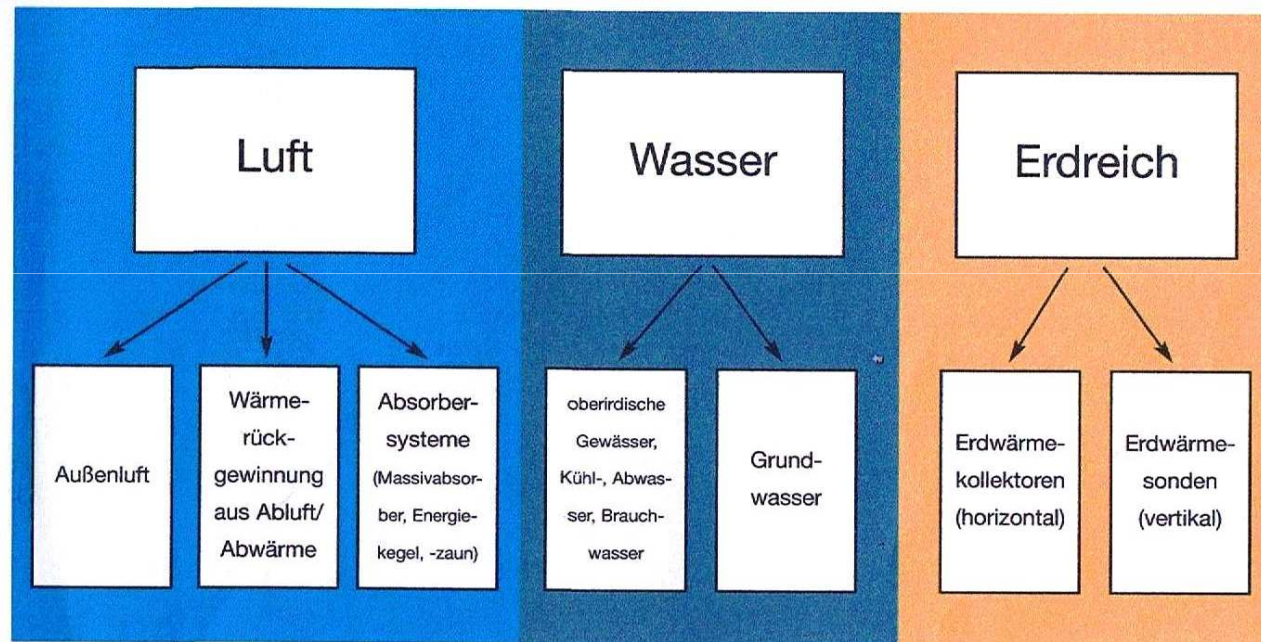 Luft
Wasser
Erdreich
Außenluft
Wärme-
rück-
gewinnung
aus Abluft/
Abwärme
Absorber-
systeme
(Massivabsor-
ber, Energie-
kegel, -zaun)
oberirdische
Gewässer,
Kühl-, Abwas-
ser, Brauch-
wasser
Grund-
wasser
Erdwärme-
kollektoren
(horizontal)
Erdwärme-
sonden
(vertikal)